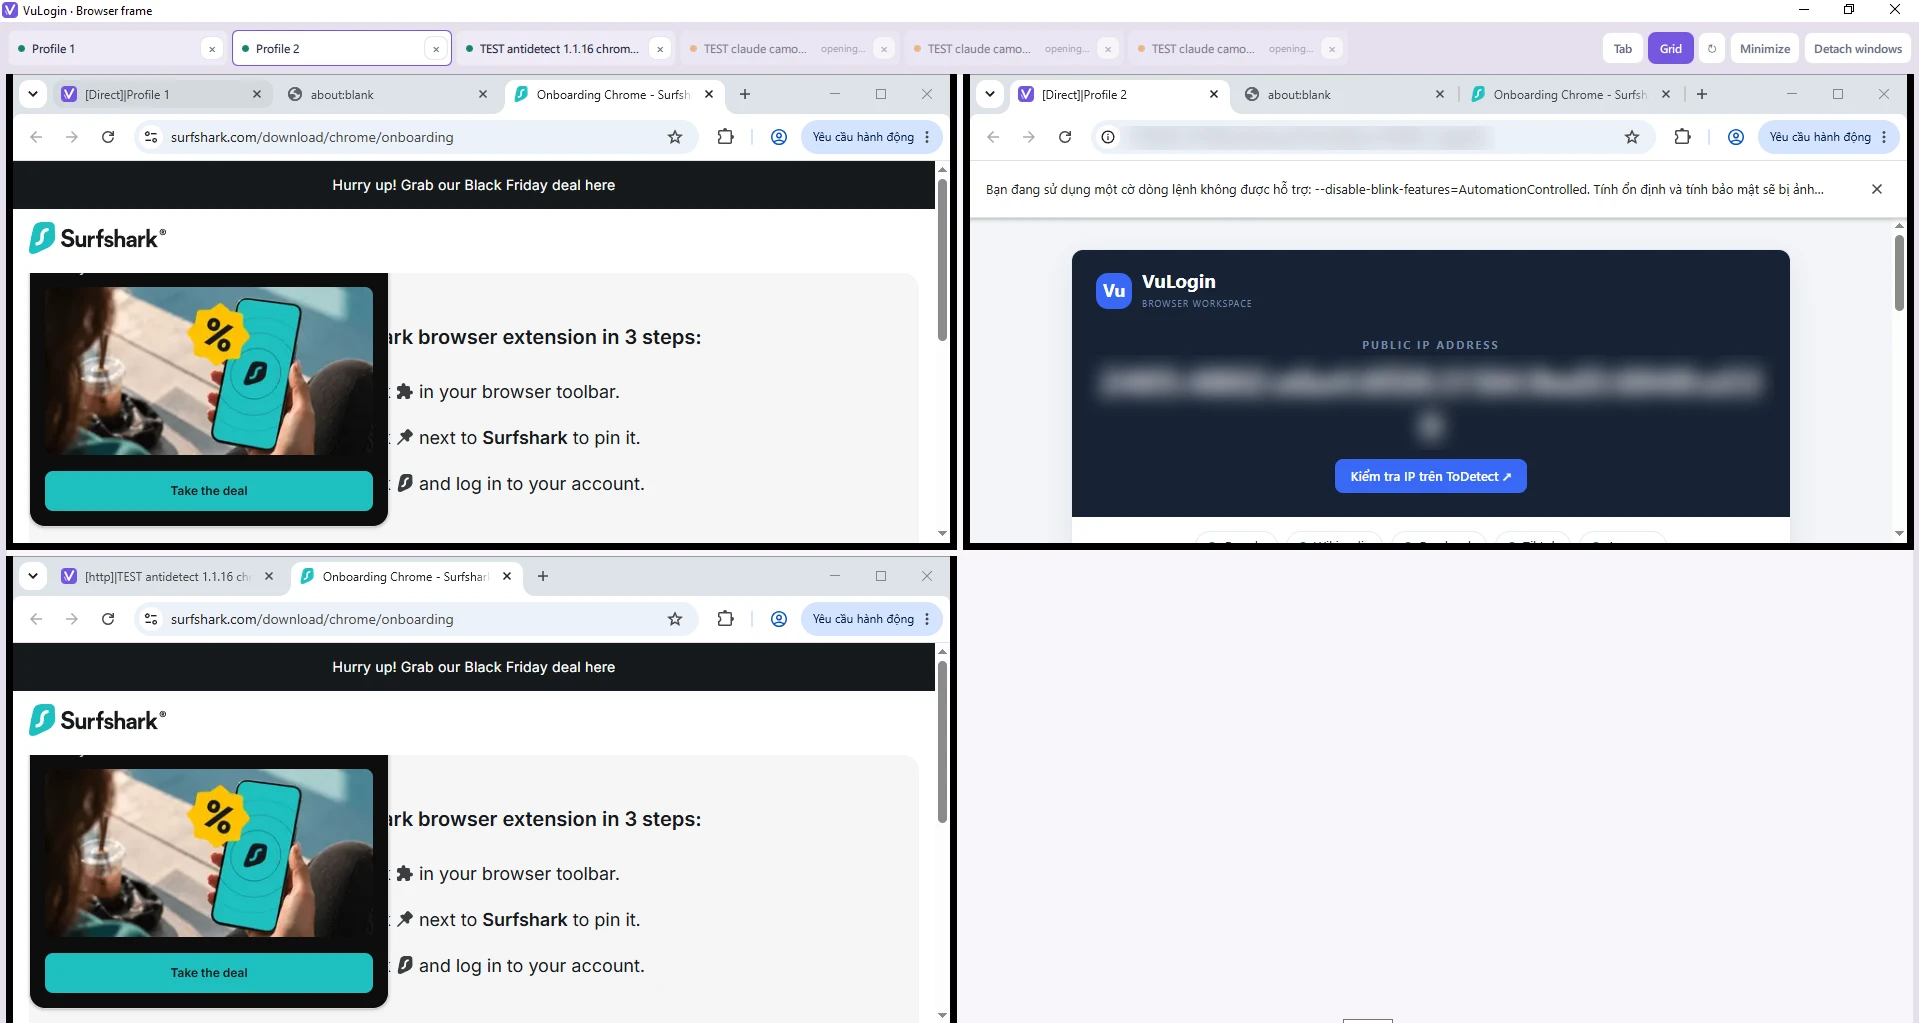 VuLogin · Browser frame
Profile 1
Profile 2
TEST antidetect 1.1.16 chrom...
TEST claude camo... opening...
TEST claude camo... opening...
TEST claude camo... opening...
Tab
Grid
Minimize
Detach windows
[Direct]|Profile 1
about:blank
Onboarding Chrome - Surfsh
surfshark.com/download/chrome/onboarding
Yêu cầu hành động
Hurry up! Grab our Black Friday deal here
Surfshark®
ark browser extension in 3 steps:
in your browser toolbar.
next to Surfshark to pin it.
and log in to your account.
%
Take the deal
[Direct]|Profile 2
about:blank
Onboarding Chrome - Surfsh
Yêu cầu hành động
Bạn đang sử dụng một cờ dòng lệnh không được hỗ trợ: --disable-blink-features=AutomationControlled. Tính ổn định và tính bảo mật sẽ bị ảnh...
Vu
VuLogin
BROWSER WORKSPACE
PUBLIC IP ADDRESS
Kiểm tra IP trên ToDetect ↗
[http]|TEST antidetect 1.1.16 ch
Onboarding Chrome - Surfshar
surfshark.com/download/chrome/onboarding
Yêu cầu hành động
Hurry up! Grab our Black Friday deal here
Surfshark®
ark browser extension in 3 steps:
in your browser toolbar.
next to Surfshark to pin it.
and log in to your account.
%
Take the deal